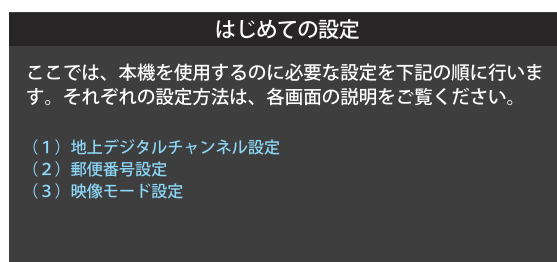 はじめての設定
ここでは、本機を使用するのに必要な設定を下記の順に行いま
す。それぞれの設定方法は、各画面の説明をご覧ください。
（１）地上デジタルチャンネル設定
（２）郵便番号設定
（３）映像モード設定